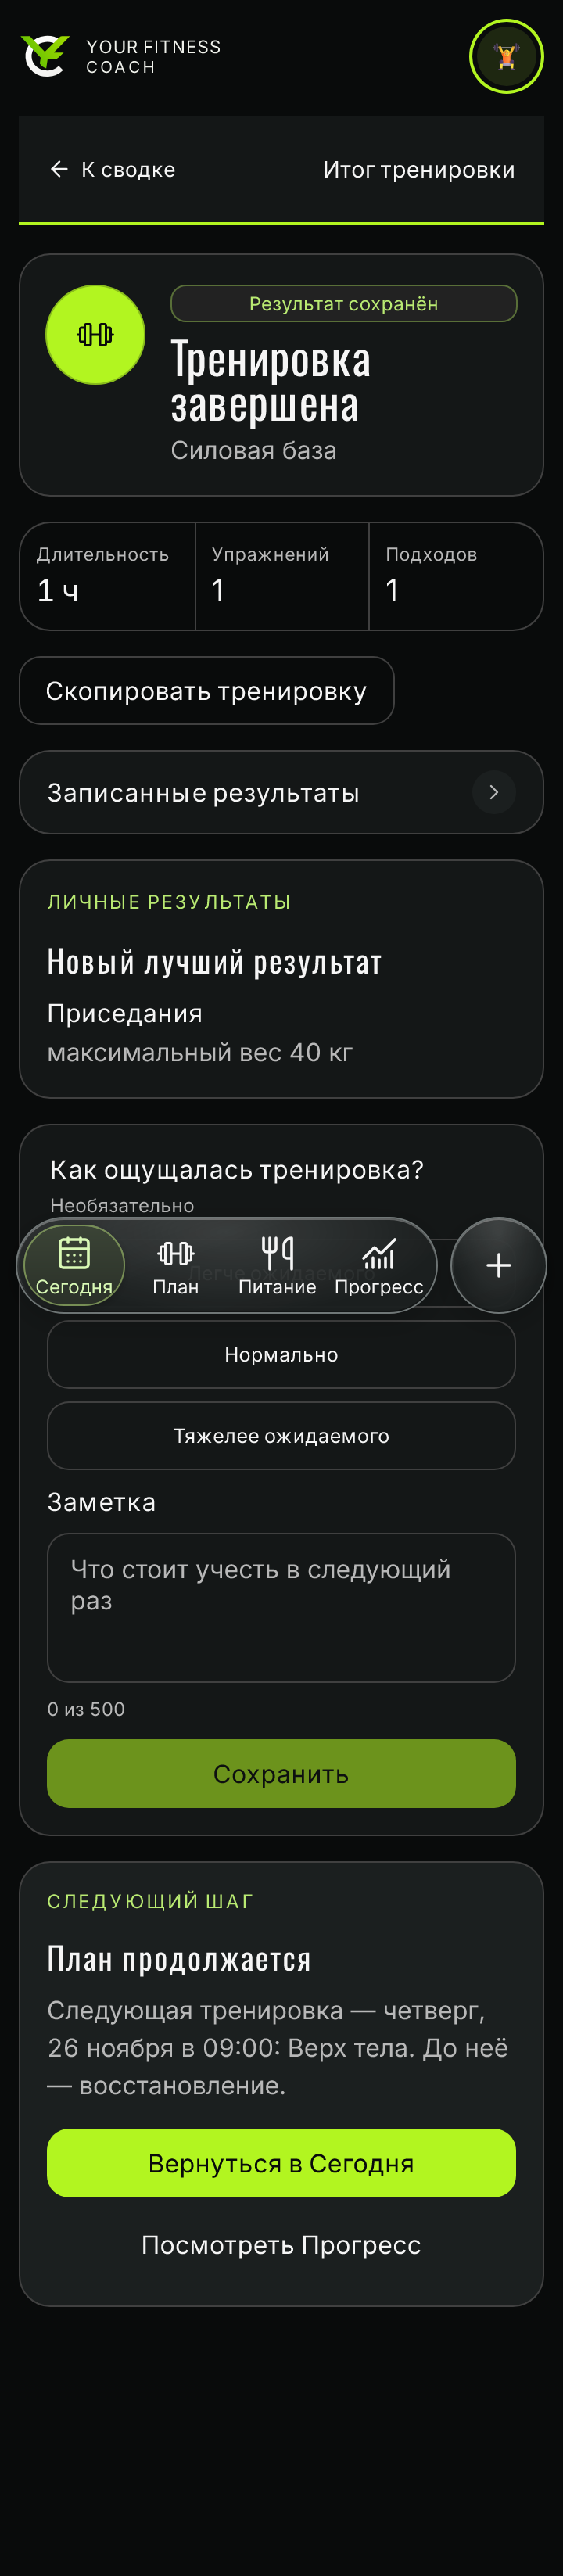 YOUR FITNESS
COACH
К сводке
Итог тренировки
Результат сохранён
Тренировка
завершена
Силовая база
Длительность
1 ч
Упражнений
1
Подходов
1
Скопировать тренировку
Записанные результаты
ЛИЧНЫЕ РЕЗУЛЬТАТЫ
Новый лучший результат
Приседания
максимальный вес 40 кг
Как ощущалась тренировка?
Необязательно
Сегодня
План
Питание
Прогресс
Нормально
Тяжелее ожидаемого
Заметка
Что стоит учесть в следующий
раз
0 из 500
Сохранить
СЛЕДУЮЩИЙ ШАГ
План продолжается
Следующая тренировка — четверг,
26 ноября в 09:00: Верх тела. До неё
— восстановление.
Вернуться в Сегодня
Посмотреть Прогресс